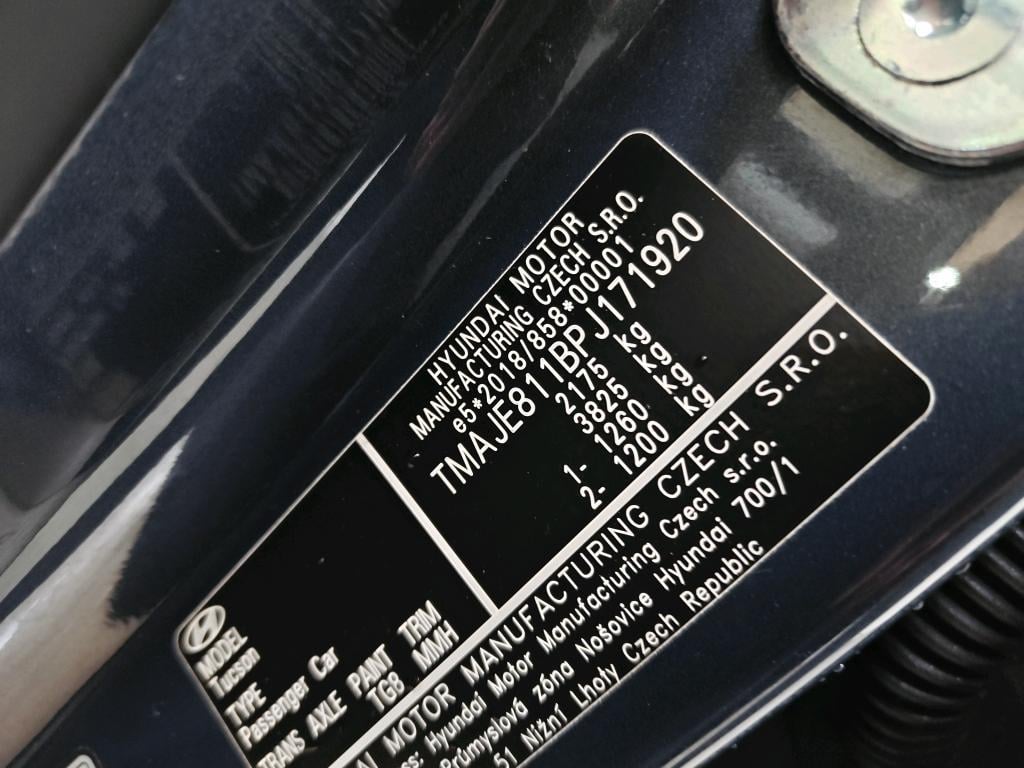 HYUNDAI MOTOR
MANUFACTURING CZECH S.R.O.
e5*2018/858*00001
TMAJE811BPJ171920
2175 kg
3825 kg
1- 1260 kg
2- 1200 kg
MODEL
Tucson
TYPE
Passenger Car
TRANS AXLE PAINT TRIM
TG8 MMH
MOTOR MANUFACTURING CZECH S.R.O.
Hyundai Motor Manufacturing Czech s.r.o.
Průmyslová zóna Nošovice Hyundai 700/1
51 Nižní Lhoty Czech Republic